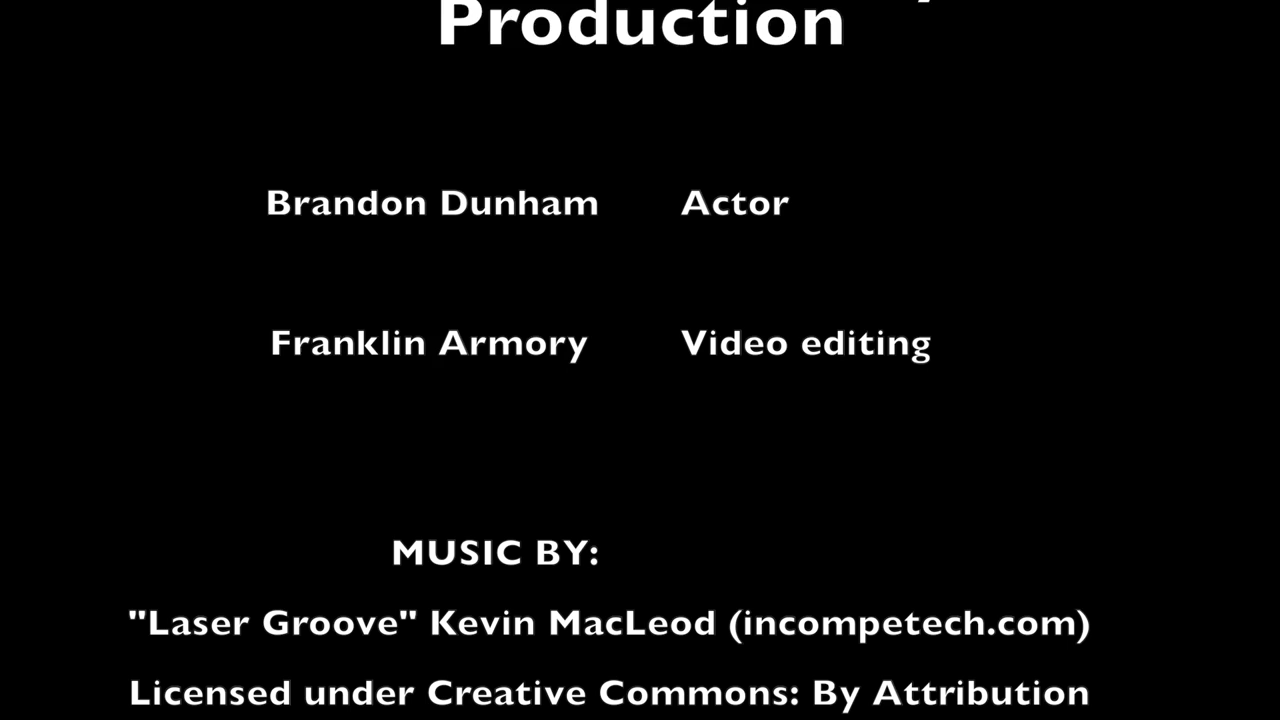 Production
Brandon Dunham Actor
Franklin Armory Video editing
MUSIC BY:
"Laser Groove" Kevin MacLeod (incompetech.com)
Licensed under Creative Commons: By Attribution